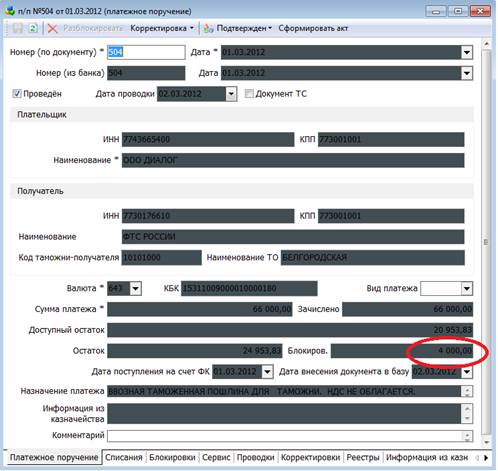 п/п №504 от 01.03.2012 (платежное поручение)
Разблокировать Корректировка Подтвержден Сформировать акт
Номер (по документу) * 504 Дата * 01.03.2012
Номер (из банка) 504 Дата 01.03.2012
Проведён Дата проводки 02.03.2012 Документ ТС
Плательщик
ИНН 7743665400 КПП 773001001
Наименование * ООО ДИАЛОГ
Получатель
ИНН 7730176610 КПП 773001001
Наименование ФТС РОССИИ
Код таможни-получателя 10101000 Наименование ТО БЕЛГОРОДСКАЯ
Валюта * 643 КБК 15311009000010000180 Вид платежа
Сумма платежа * 66 000,00 Зачислено 66 000,00
Доступный остаток 20 953,83
Остаток 24 953,83 Блокиров. 4 000,00
Дата поступления на счет ФК 01.03.2012 Дата внесения документа в базу 02.03.2012
Назначение платежа ВВОЗНАЯ ТАМОЖЕННАЯ ПОШЛИНА ДЛЯ ТАМОЖНИ. НДС НЕ ОБЛАГАЕТСЯ.
Информация из
казначейства
Комментарий
Платежное поручение Списания Блокировки Сервис Проводки Корректировки Реестры Информация из казн